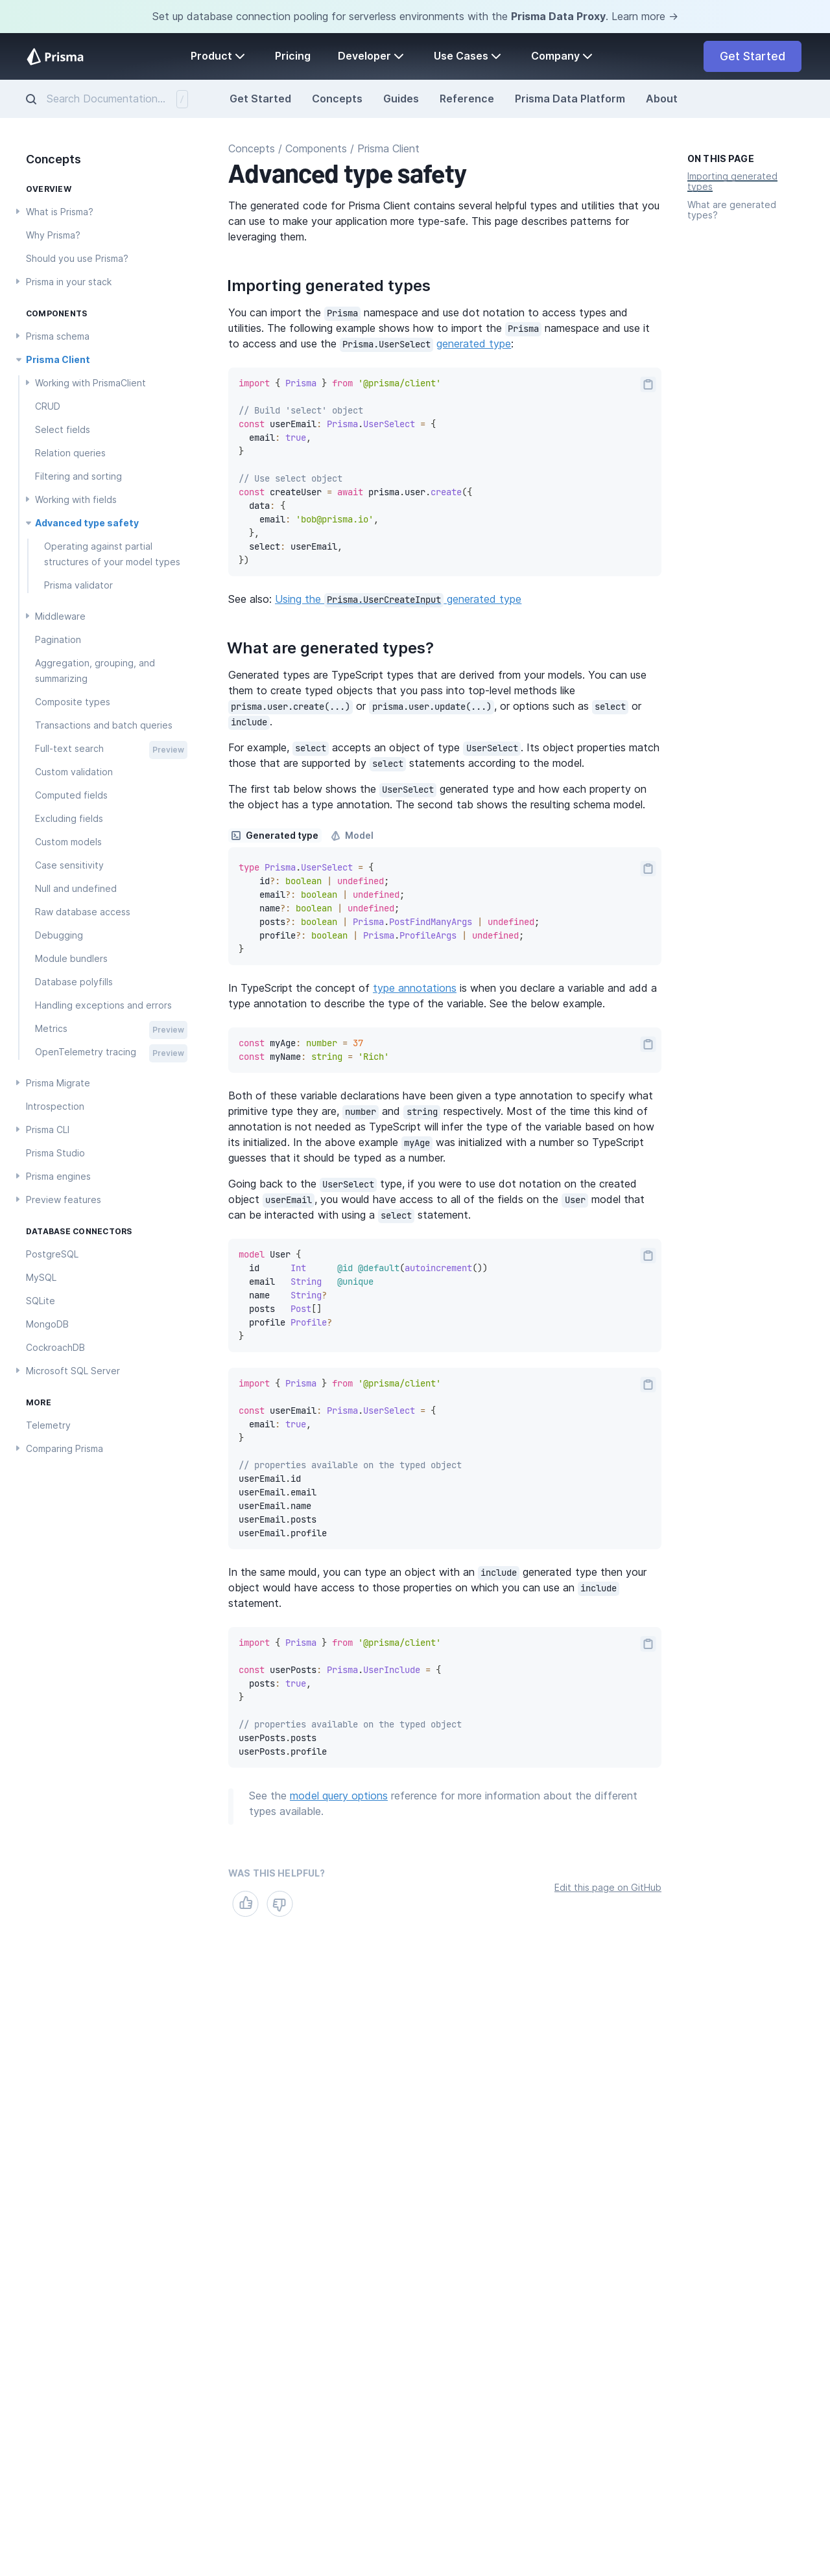 Set up database connection pooling for serverless environments with the Prisma Data Proxy. Learn more →
Prisma
Product
Pricing
Developer
Use Cases
Company
Get Started
Search Documentation...
/
Get Started
Concepts
Guides
Reference
Prisma Data Platform
About
Concepts
OVERVIEW
What is Prisma?
Why Prisma?
Should you use Prisma?
Prisma in your stack
COMPONENTS
Prisma schema
Prisma Client
Working with PrismaClient
CRUD
Select fields
Relation queries
Filtering and sorting
Working with fields
Advanced type safety
Operating against partial
structures of your model types
Prisma validator
Middleware
Pagination
Aggregation, grouping, and
summarizing
Composite types
Transactions and batch queries
Full-text search Preview
Custom validation
Computed fields
Excluding fields
Custom models
Case sensitivity
Null and undefined
Raw database access
Debugging
Module bundlers
Database polyfills
Handling exceptions and errors
Metrics Preview
OpenTelemetry tracing Preview
Prisma Migrate
Introspection
Prisma CLI
Prisma Studio
Prisma engines
Preview features
DATABASE CONNECTORS
PostgreSQL
MySQL
SQLite
MongoDB
CockroachDB
Microsoft SQL Server
MORE
Telemetry
Comparing Prisma
Concepts / Components / Prisma Client
Advanced type safety
The generated code for Prisma Client contains several helpful types and utilities that you
can use to make your application more type-safe. This page describes patterns for
leveraging them.
Importing generated types
You can import the Prisma namespace and use dot notation to access types and
utilities. The following example shows how to import the Prisma namespace and use it
to access and use the Prisma.UserSelect generated type:
import { Prisma } from '@prisma/client'
// Build 'select' object
const userEmail: Prisma.UserSelect = {
  email: true,
}
// Use select object
const createUser = await prisma.user.create({
  data: {
    email: 'bob@prisma.io',
  },
  select: userEmail,
})
See also: Using the Prisma.UserCreateInput generated type
What are generated types?
Generated types are TypeScript types that are derived from your models. You can use
them to create typed objects that you pass into top-level methods like
prisma.user.create(...) or prisma.user.update(...), or options such as select or
include.
For example, select accepts an object of type UserSelect. Its object properties match
those that are supported by select statements according to the model.
The first tab below shows the UserSelect generated type and how each property on
the object has a type annotation. The second tab shows the resulting schema model.
Generated type Model
type Prisma.UserSelect = {
    id?: boolean | undefined;
    email?: boolean | undefined;
    name?: boolean | undefined;
    posts?: boolean | Prisma.PostFindManyArgs | undefined;
    profile?: boolean | Prisma.ProfileArgs | undefined;
}
In TypeScript the concept of type annotations is when you declare a variable and add a
type annotation to describe the type of the variable. See the below example.
const myAge: number = 37
const myName: string = 'Rich'
Both of these variable declarations have been given a type annotation to specify what
primitive type they are, number and string respectively. Most of the time this kind of
annotation is not needed as TypeScript will infer the type of the variable based on how
its initialized. In the above example myAge was initialized with a number so TypeScript
guesses that it should be typed as a number.
Going back to the UserSelect type, if you were to use dot notation on the created
object userEmail, you would have access to all of the fields on the User model that
can be interacted with using a select statement.
model User {
  id      Int      @id @default(autoincrement())
  email   String   @unique
  name    String?
  posts   Post[]
  profile Profile?
}
import { Prisma } from '@prisma/client'
const userEmail: Prisma.UserSelect = {
  email: true,
}
// properties available on the typed object
userEmail.id
userEmail.email
userEmail.name
userEmail.posts
userEmail.profile
In the same mould, you can type an object with an include generated type then your
object would have access to those properties on which you can use an include
statement.
import { Prisma } from '@prisma/client'
const userPosts: Prisma.UserInclude = {
  posts: true,
}
// properties available on the typed object
userPosts.posts
userPosts.profile
See the model query options reference for more information about the different
types available.
WAS THIS HELPFUL?
Edit this page on GitHub
ON THIS PAGE
Importing generated
types
What are generated
types?